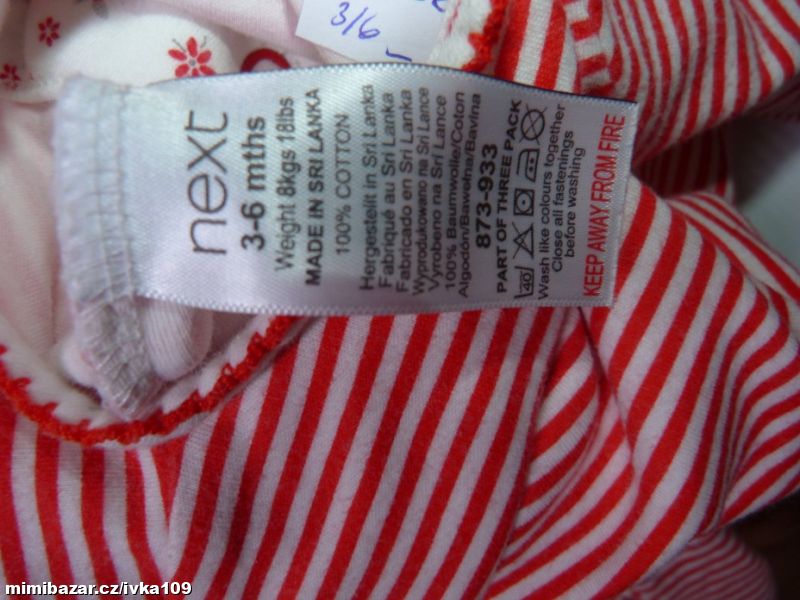 3/6
next
3-6 mths
Weight 8kgs 18lbs
MADE IN SRI LANKA
100% COTTON
Hergestellt in Sri Lanka
Fabriqué au Sri Lanka
Fabricado en Sri Lanka
Wyprodukowano na Sri Lance
Vyrobeno na Sri Lance
100% Baumwolle/Coton
Algodón/Bawełna/Bavlna
873-933
PART OF THREE PACK
40
Wash like colours together
Close all fastenings
before washing
KEEP AWAY FROM FIRE
mimibazar.cz/ivka109